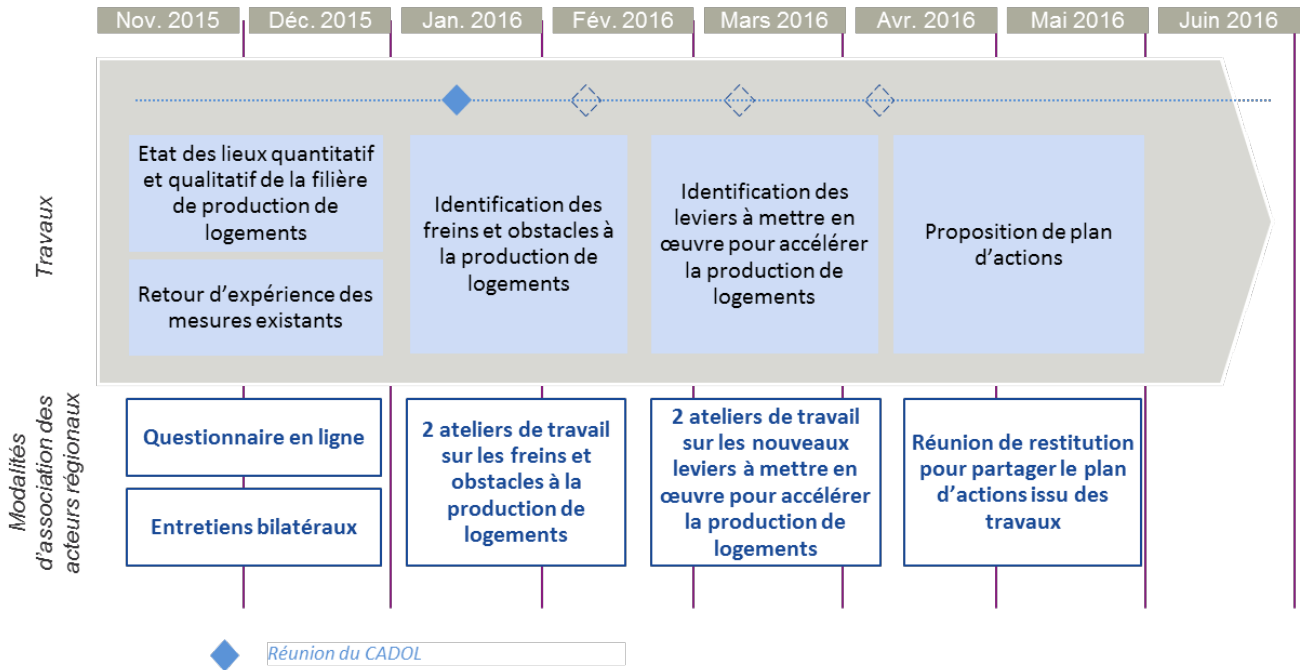 Nov. 2015
Déc. 2015
Jan. 2016
Fév. 2016
Mars 2016
Avr. 2016
Mai 2016
Juin 2016
Travaux
Etat des lieux quantitatif
et qualitatif de la filière
de production de
logements
Retour d'expérience des
mesures existants
Identification des
freins et obstacles à
la production de
logements
Identification des
leviers à mettre en
œuvre pour accélérer
la production de
logements
Proposition de plan
d'actions
Modalités
d'association des
acteurs régionaux
Questionnaire en ligne
Entretiens bilatéraux
2 ateliers de travail
sur les freins et
obstacles à la
production de
logements
2 ateliers de travail
sur les nouveaux
leviers à mettre en
œuvre pour accélérer
la production de
logements
Réunion de restitution
pour partager le plan
d'actions issu des
travaux
Réunion du CADOL